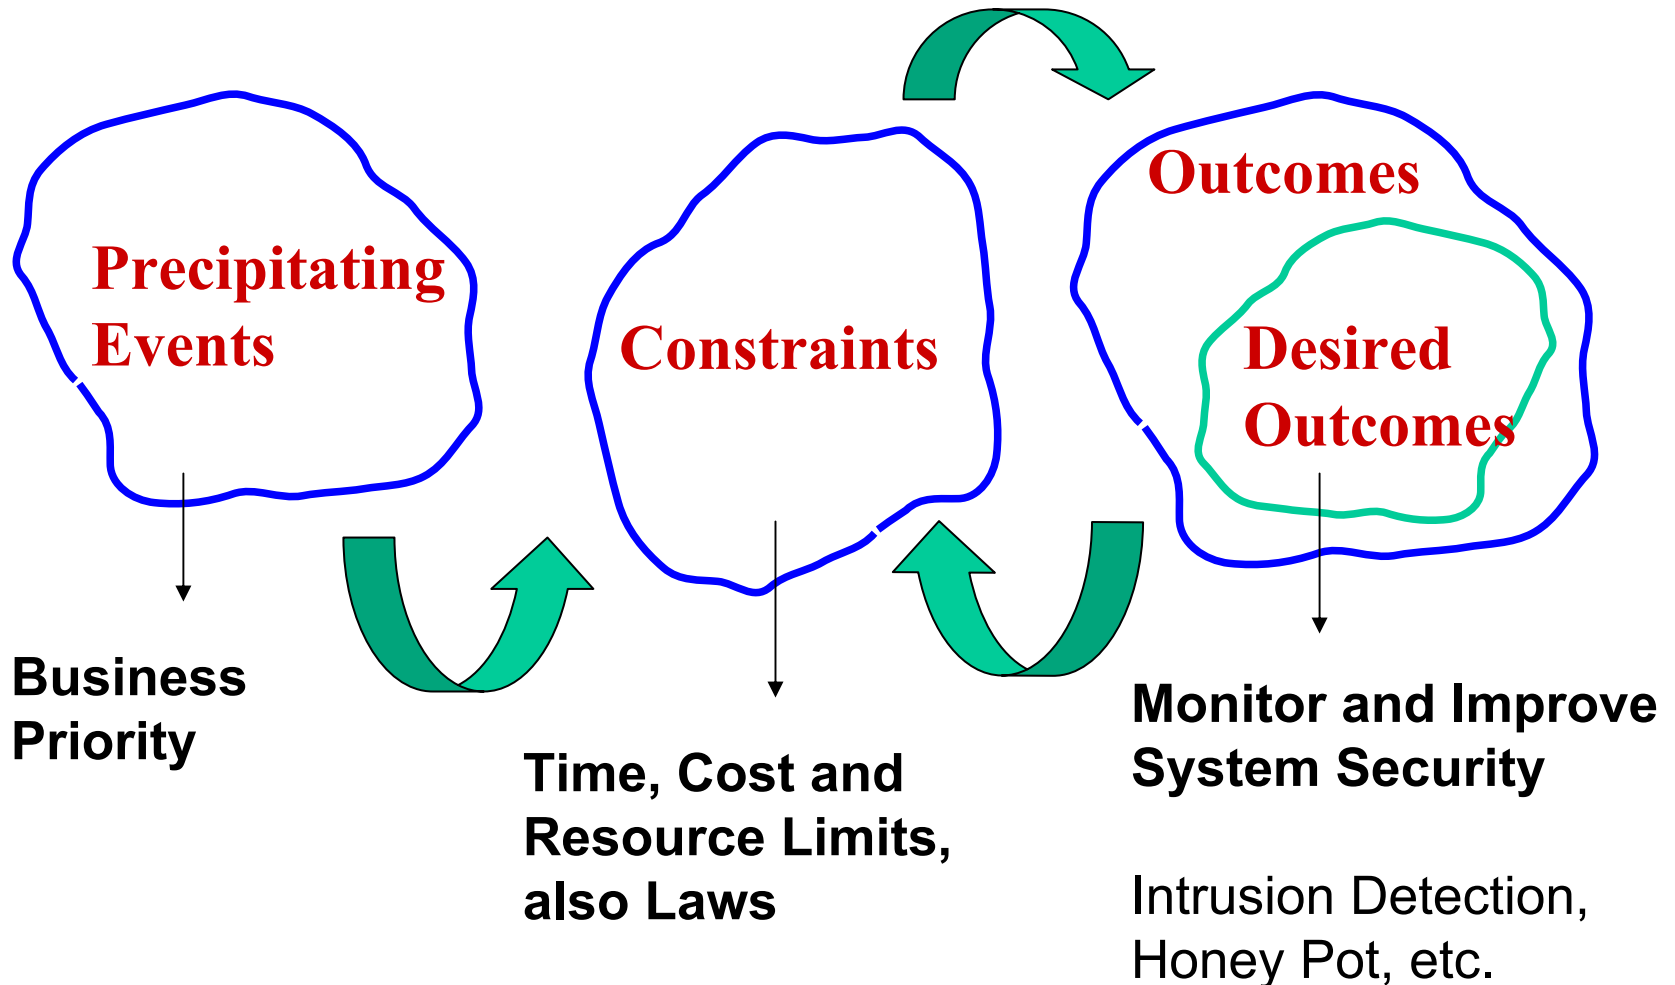 Precipitating
Events
Constraints
Outcomes
Desired
Outcomes
Business
Priority
Time, Cost and
Resource Limits,
also Laws
Monitor and Improve
System Security
Intrusion Detection,
Honey Pot, etc.